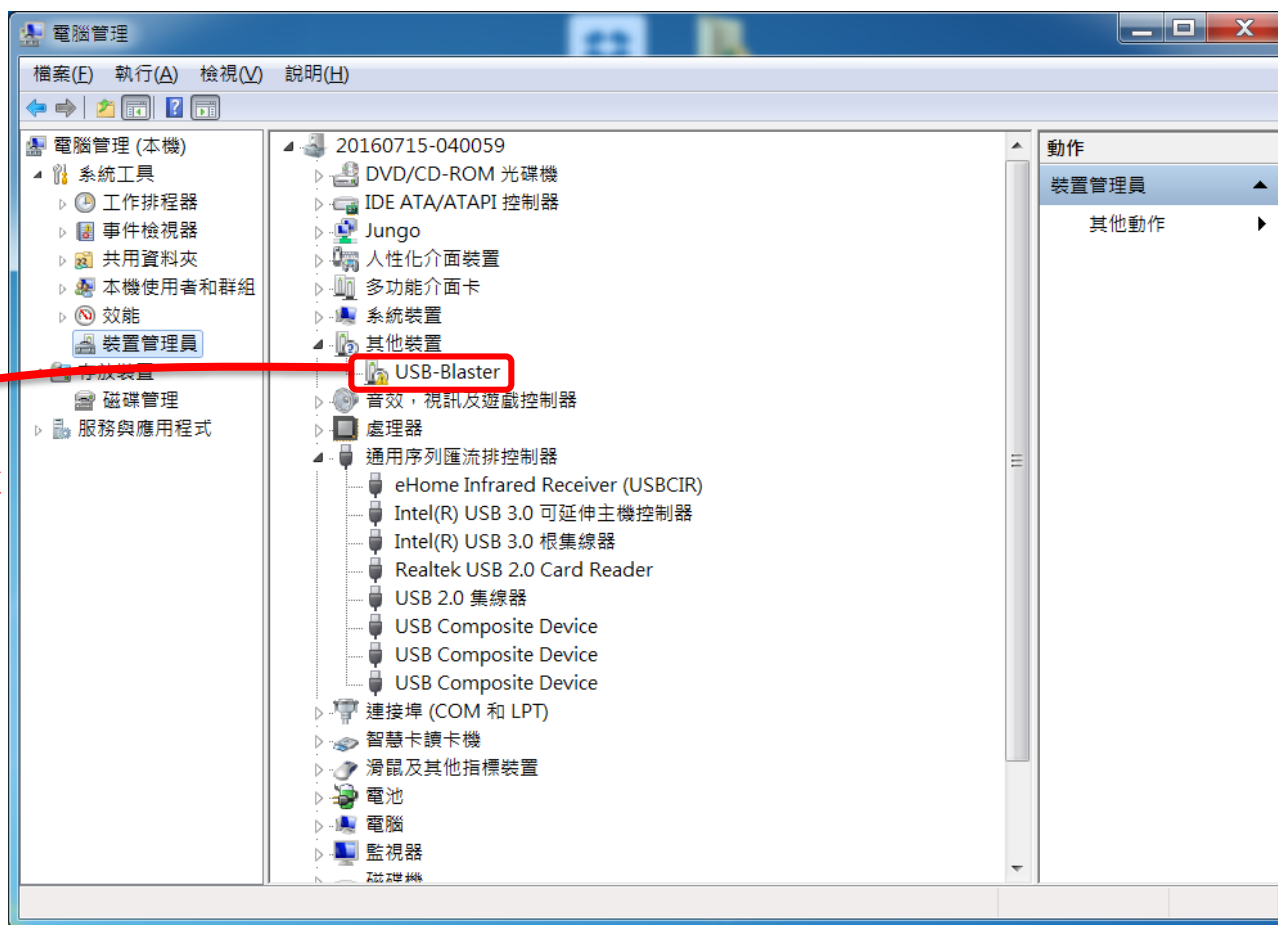 電腦管理
檔案(F) 執行(A) 檢視(V) 說明(H)
電腦管理 (本機)
系統工具
工作排程器
事件檢視器
共用資料夾
本機使用者和群組
效能
裝置管理員
存放裝置
磁碟管理
服務與應用程式
20160715-040059
DVD/CD-ROM 光碟機
IDE ATA/ATAPI 控制器
Jungo
人性化介面裝置
多功能介面卡
系統裝置
其他裝置
USB-Blaster
音效，視訊及遊戲控制器
處理器
通用序列匯流排控制器
eHome Infrared Receiver (USBCIR)
Intel(R) USB 3.0 可延伸主機控制器
Intel(R) USB 3.0 根集線器
Realtek USB 2.0 Card Reader
USB 2.0 集線器
USB Composite Device
USB Composite Device
USB Composite Device
連接埠 (COM 和 LPT)
智慧卡讀卡機
滑鼠及其他指標裝置
電池
電腦
監視器
磁碟機
動作
裝置管理員
其他動作